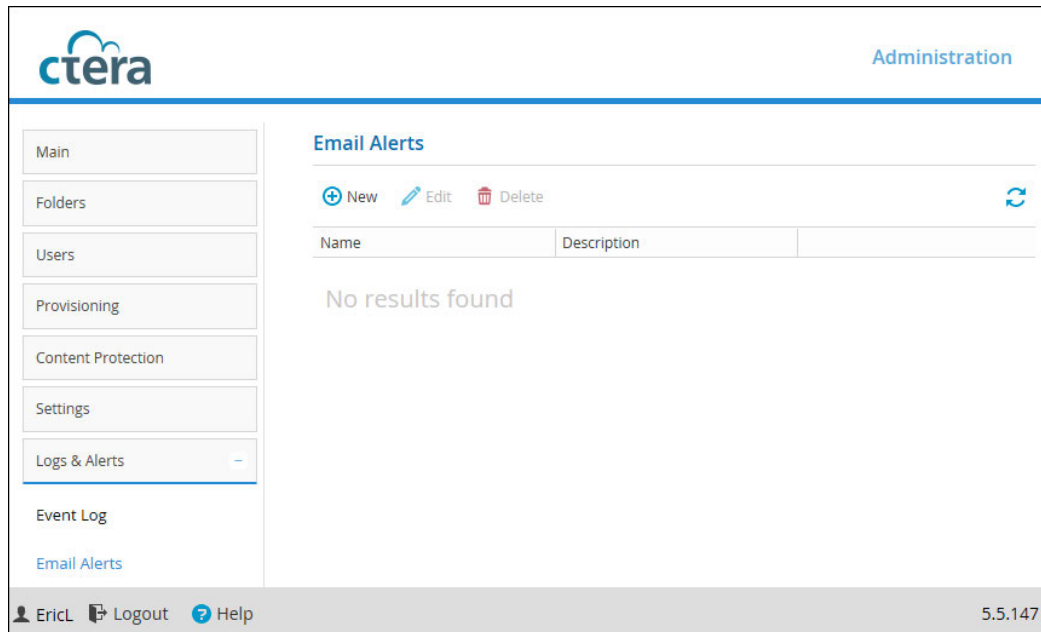 ctera
Administration
Main
Folders
Users
Provisioning
Content Protection
Settings
Logs & Alerts
Event Log
Email Alerts
Email Alerts
New Edit Delete
Name Description
No results found
EricL Logout Help 5.5.147